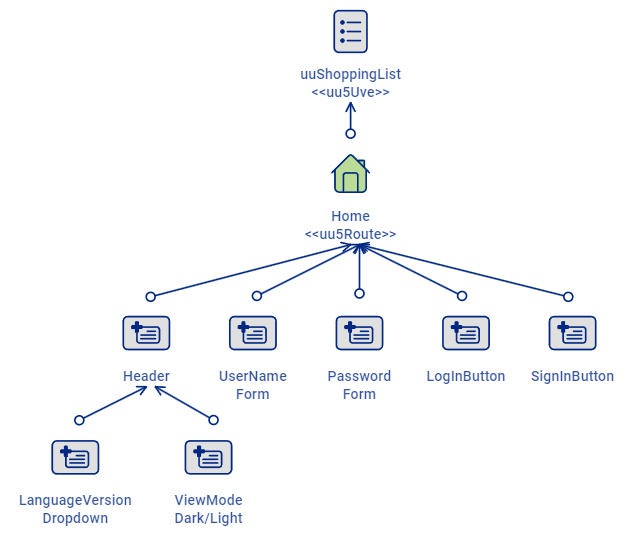 uuShoppingList
<<uu5Uve>>
Home
<<uu5Route>>
Header
UserName
Form
Password
Form
LogInButton
SignInButton
LanguageVersion
Dropdown
ViewMode
Dark/Light